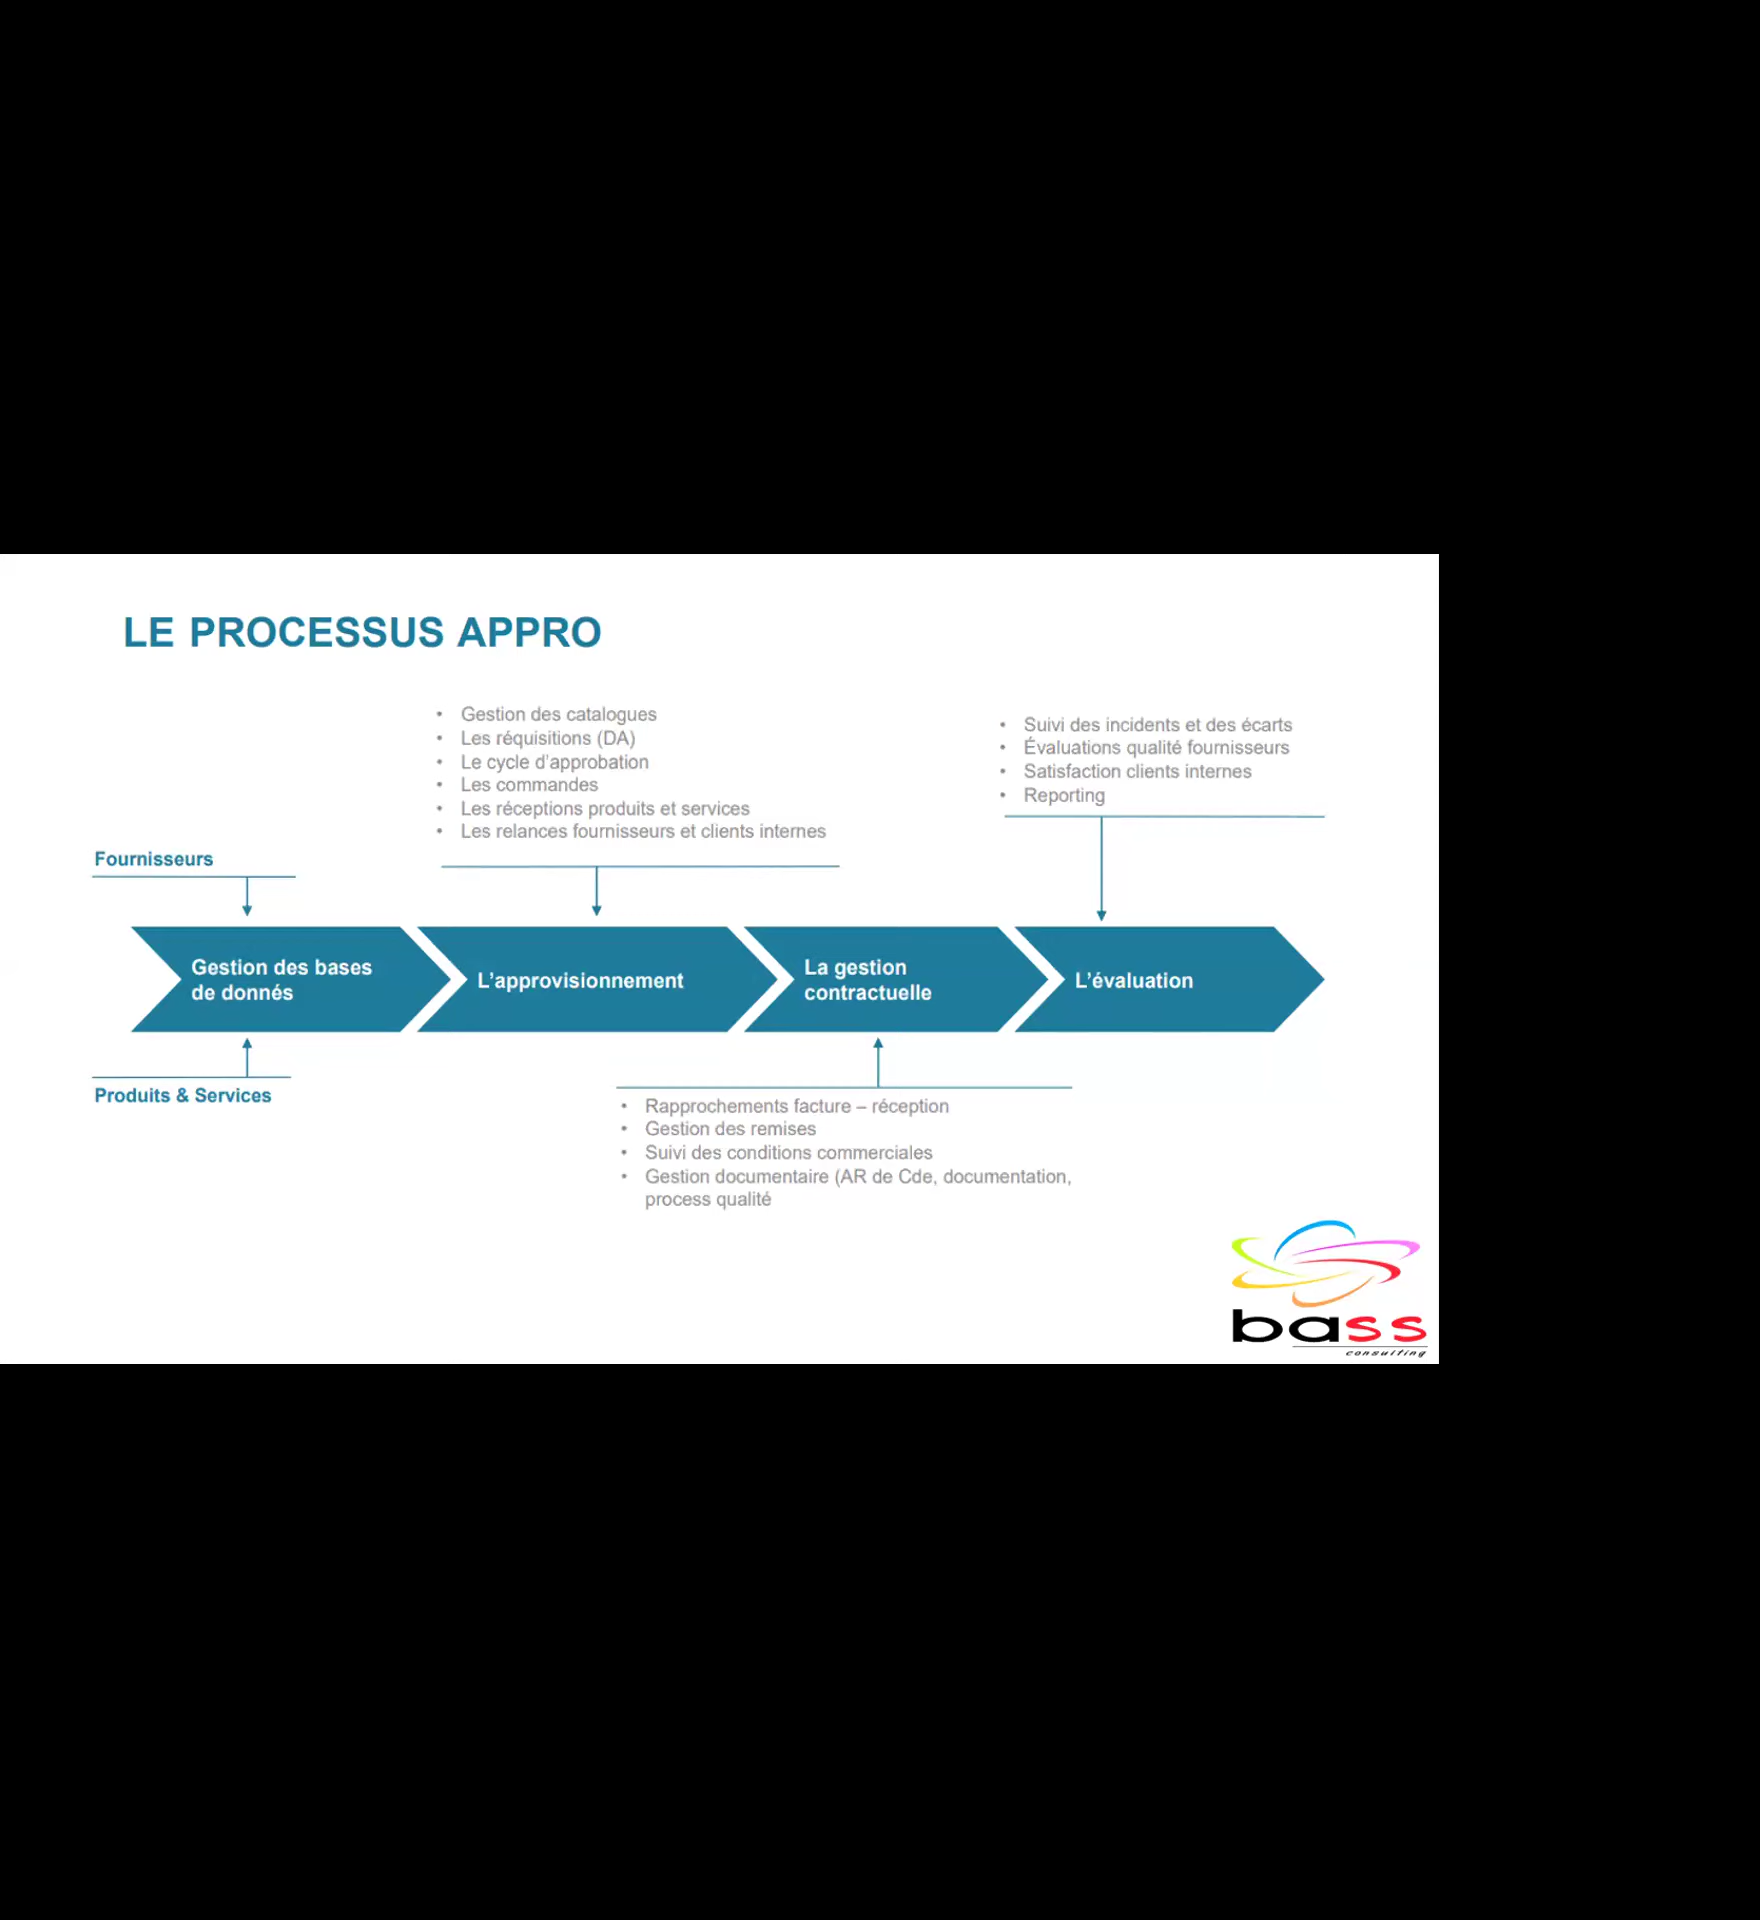 LE PROCESSUS APPRO
• Gestion des catalogues
• Les réquisitions (DA)
• Le cycle d'approbation
• Les commandes
• Les réceptions produits et services
• Les relances fournisseurs et clients internes
• Suivi des incidents et des écarts
• Évaluations qualité fournisseurs
• Satisfaction clients internes
• Reporting
Fournisseurs
Gestion des bases
de donnés
L'approvisionnement
La gestion
contractuelle
L'évaluation
Produits & Services
• Rapprochements facture – réception
• Gestion des remises
• Suivi des conditions commerciales
• Gestion documentaire (AR de Cde, documentation,
process qualité
bass
consulting